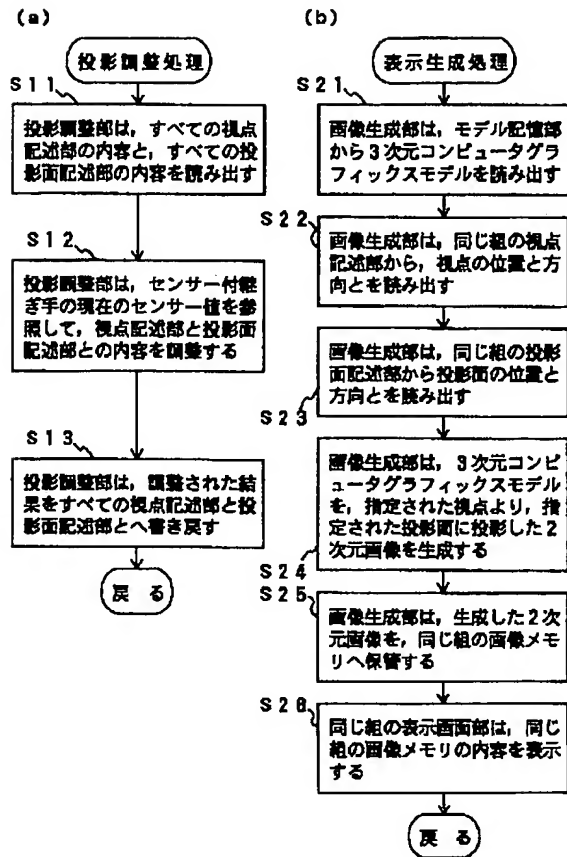 (a)
投影調整処理
S11
投影調整部は，すべての視点
記述部の内容と，すべての投
影面記述部の内容を読み出す
S12
投影調整部は，センサー付継
ぎ手の現在のセンサー値を参
照して，視点記述部と投影面
記述部との内容を調整する
S13
投影調整部は，調整された結
果をすべての視点記述部と投
影面記述部とへ書き戻す
戻る
(b)
表示生成処理
S21
画像生成部は，モデル記憶部
から3次元コンピュータグラ
フィックスモデルを読み出す
S22
画像生成部は，同じ組の視点
記述部から，視点の位置と方
向とを読み出す
画像生成部は，同じ組の投影
面記述部から投影面の位置と
方向とを読み出す
S23
画像生成部は，3次元コンピ
ュータグラフィックスモデル
を，指定された視点より，指
定された投影面に投影した2
次元画像を生成する
S24
S25
画像生成部は，生成した2次
元画像を，同じ組の画像メモ
リへ保管する
S26
同じ組の表示画面部は，同じ
組の画像メモリの内容を表示
する
戻る